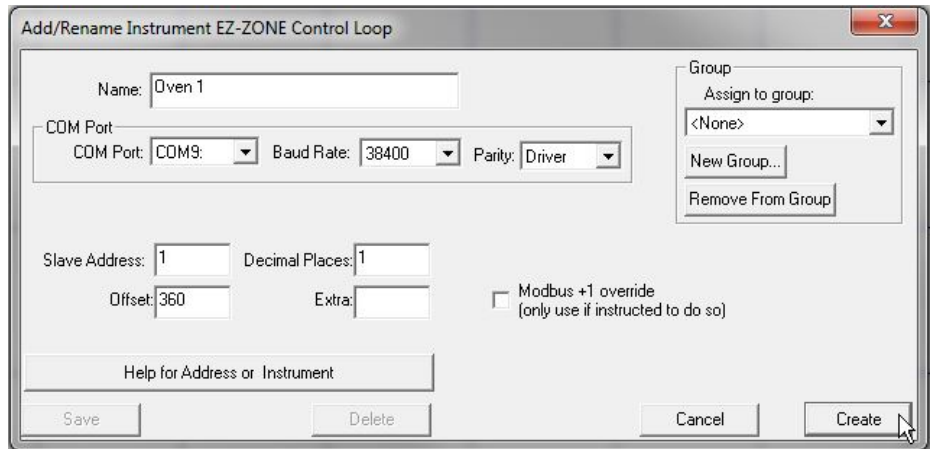 Add/Rename Instrument EZ-ZONE Control Loop
Name: Oven 1
Group
Assign to group:
<None>
New Group...
Remove From Group
COM Port
COM Port: COM9: Baud Rate: 38400 Parity: Driver
Slave Address: 1 Decimal Places: 1
Offset: 360 Extra:
Modbus +1 override
(only use if instructed to do so)
Help for Address or Instrument
Save Delete Cancel Create